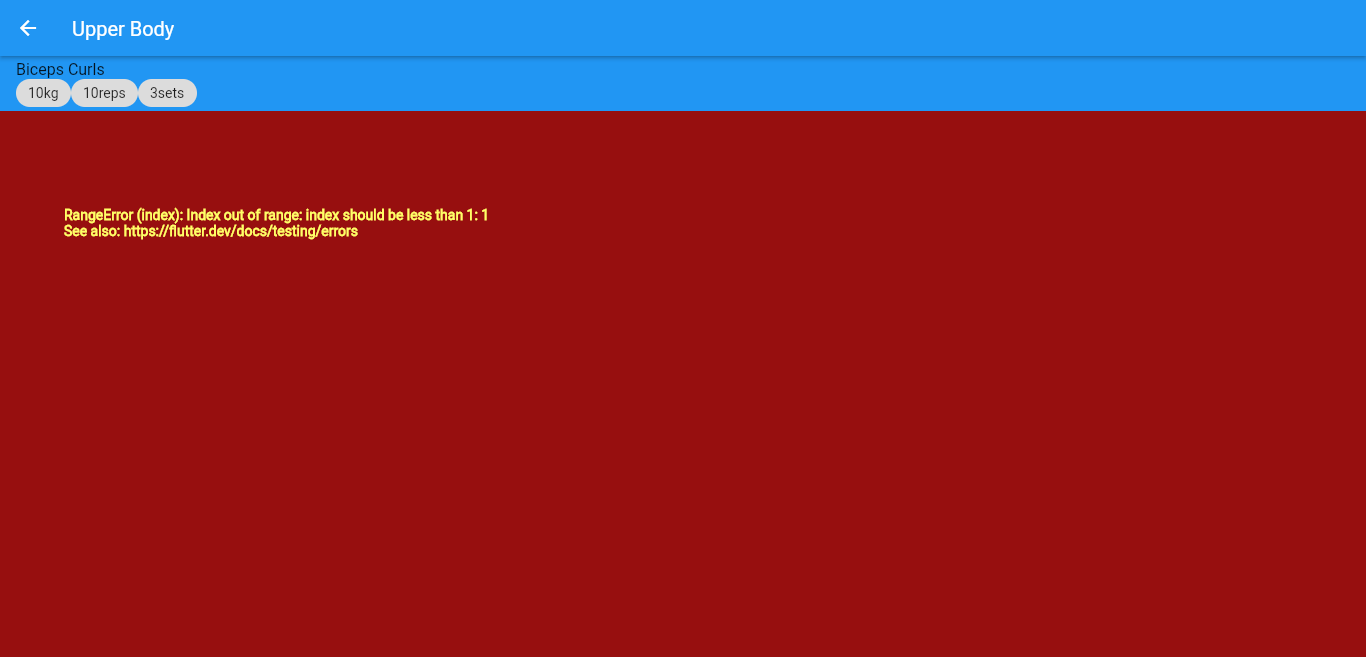 Upper Body
Biceps Curls
10kg 10reps 3sets
RangeError (index): Index out of range: index should be less than 1: 1
See also: https://flutter.dev/docs/testing/errors